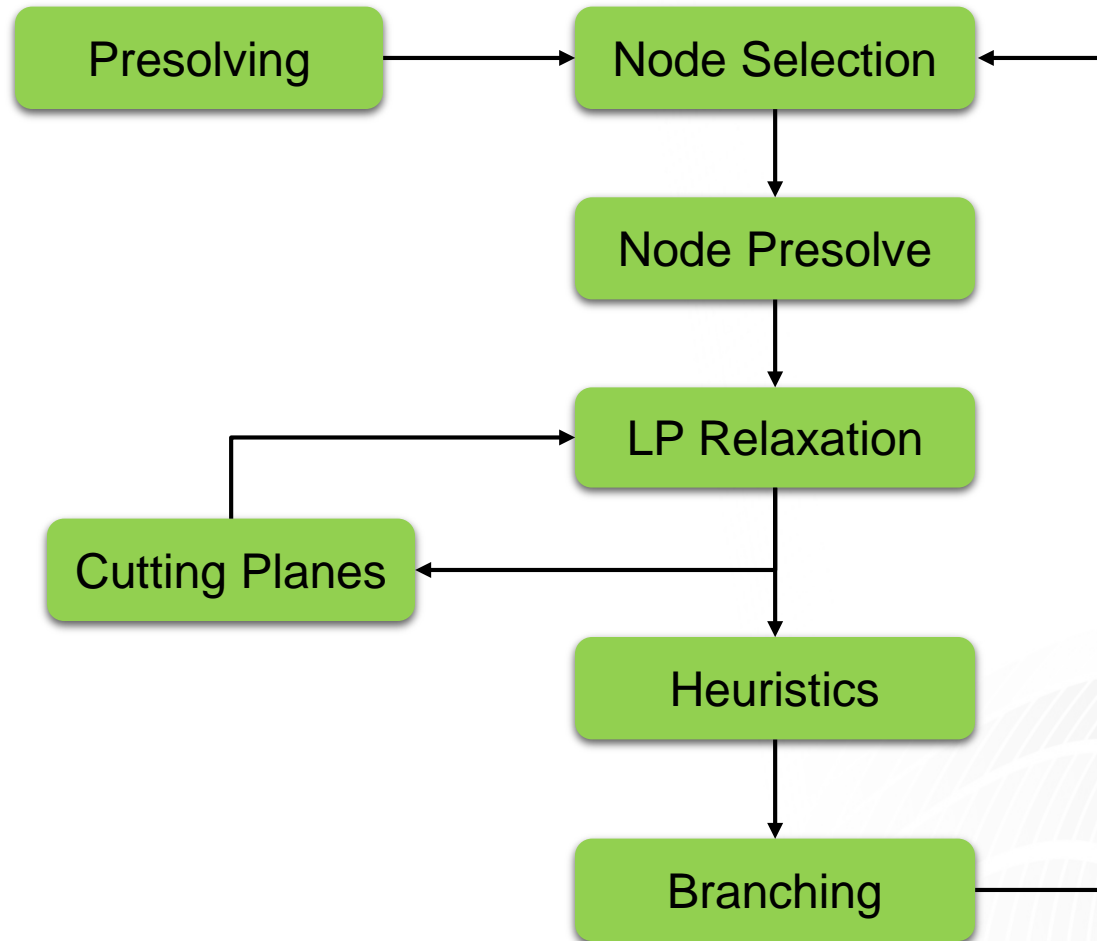 Presolving
Node Selection
Node Presolve
LP Relaxation
Cutting Planes
Heuristics
Branching